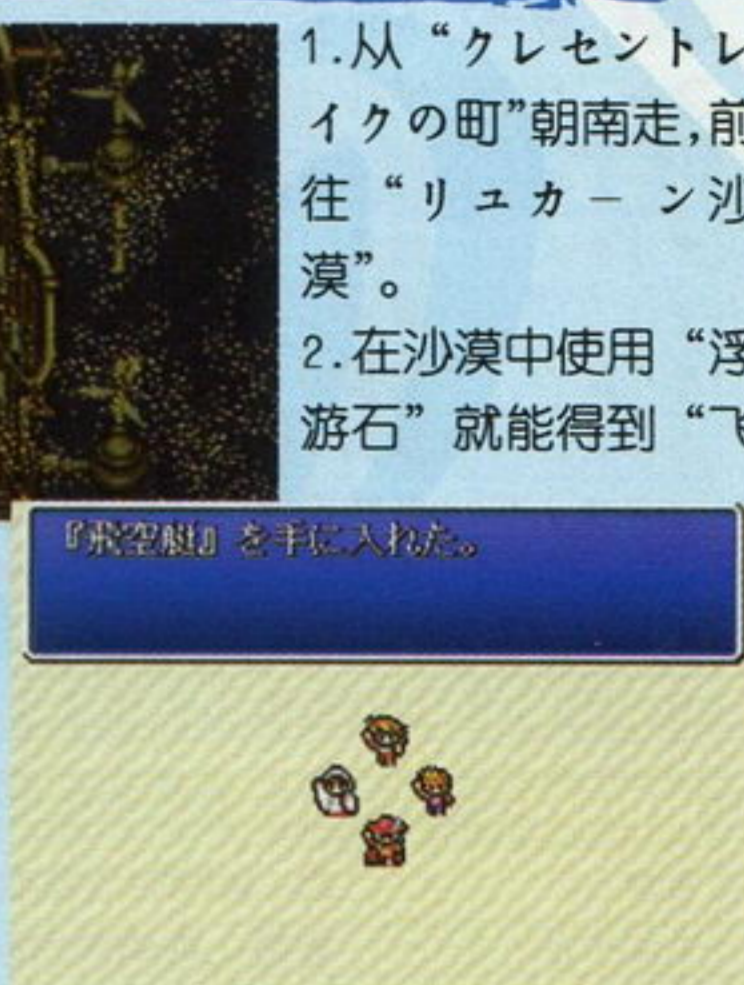 1.从“クレセントレ
イクの町”朝南走,前
往“リュカーン沙
漠”。
2.在沙漠中使用“浮
游石”就能得到“飞
『飛空艇』を手に入れた。